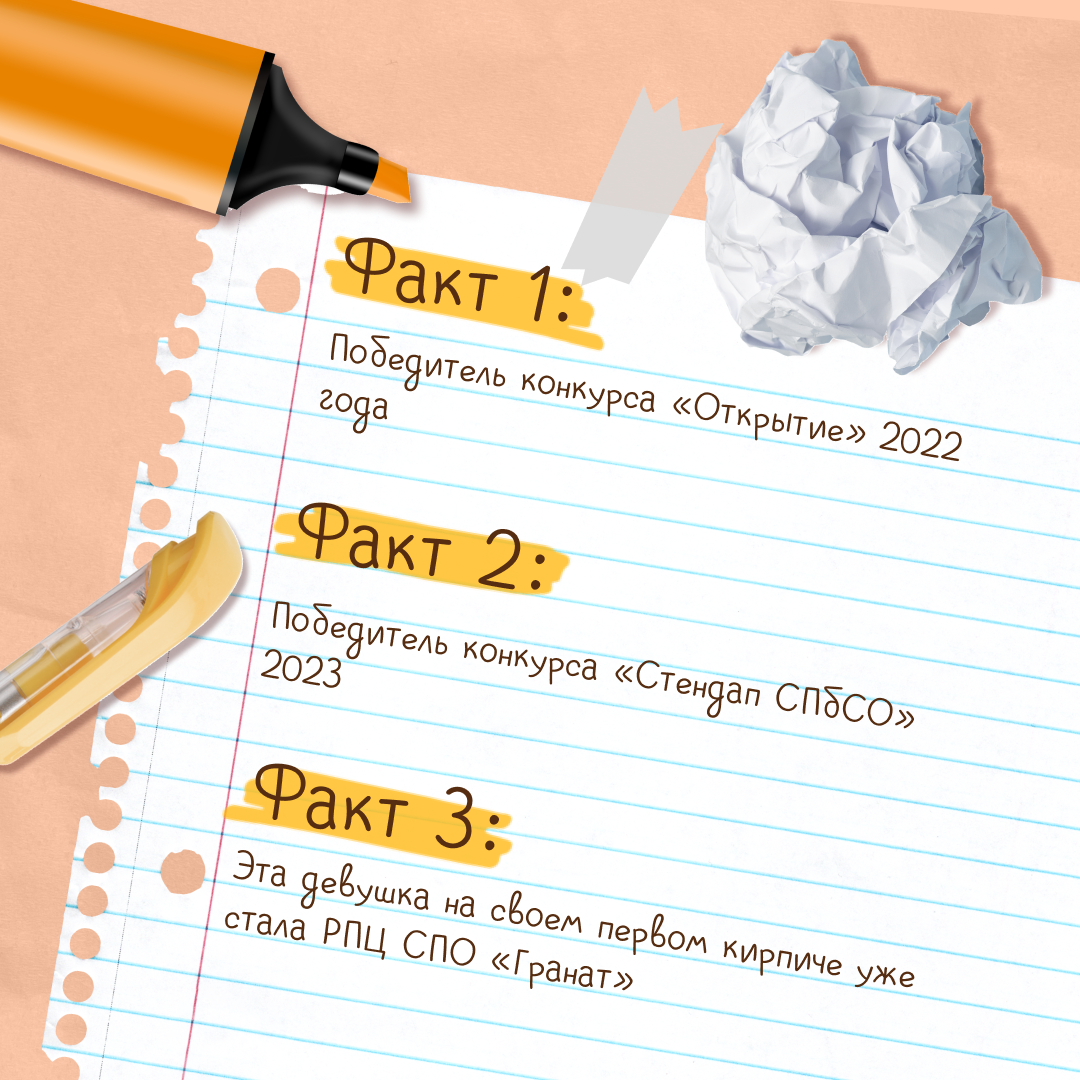 Факт 1:
Победитель конкурса «Открытие» 2022
года
Факт 2:
Победитель конкурса «Стендап СПбСО»
2023
Факт 3:
Эта девушка на своем первом кирпиче уже
стала РПЦ СПО «Гранат»